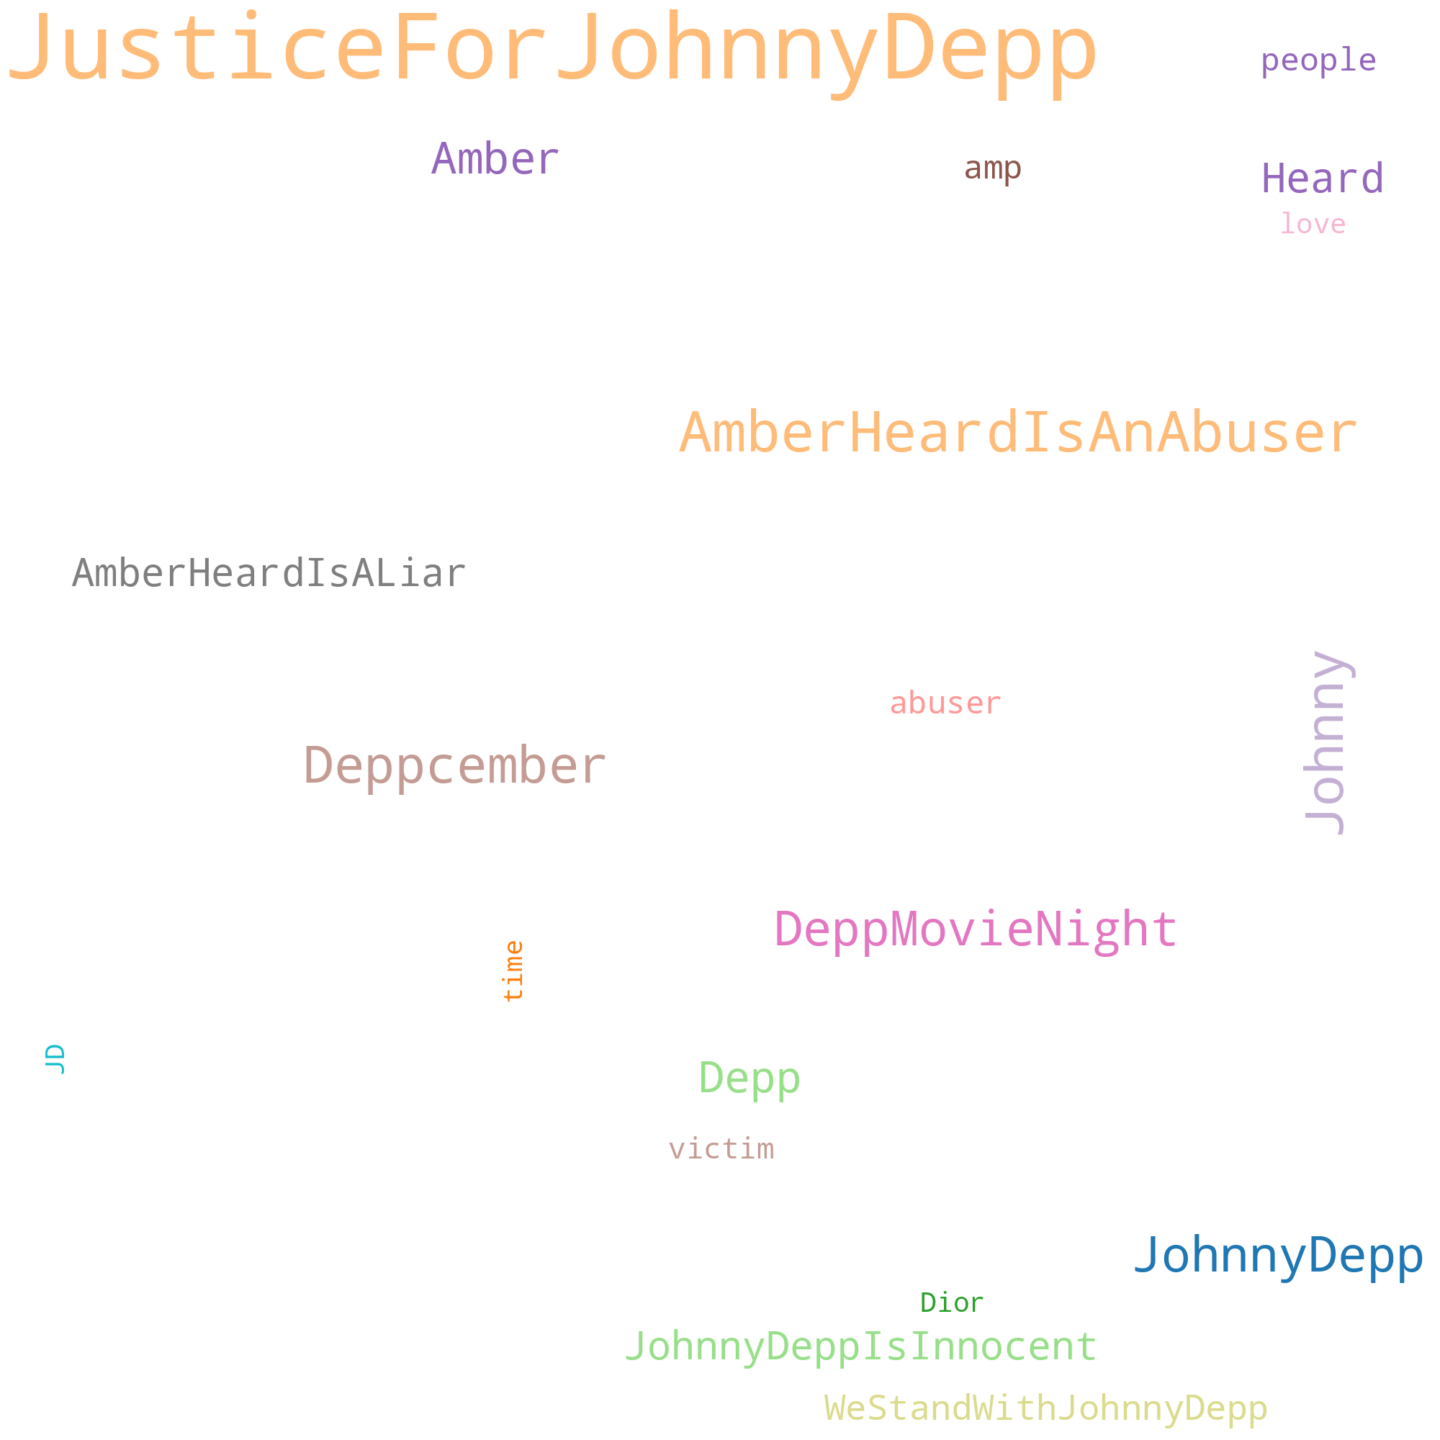 JusticeForJohnnyDepp
people
Amber
amp
Heard
love
AmberHeardIsAnAbuser
AmberHeardIsALiar
abuser
Johnny
Deppcember
DeppMovieNight
time
JD
Depp
victim
JohnnyDepp
Dior
JohnnyDeppIsInnocent
WeStandWithJohnnyDepp